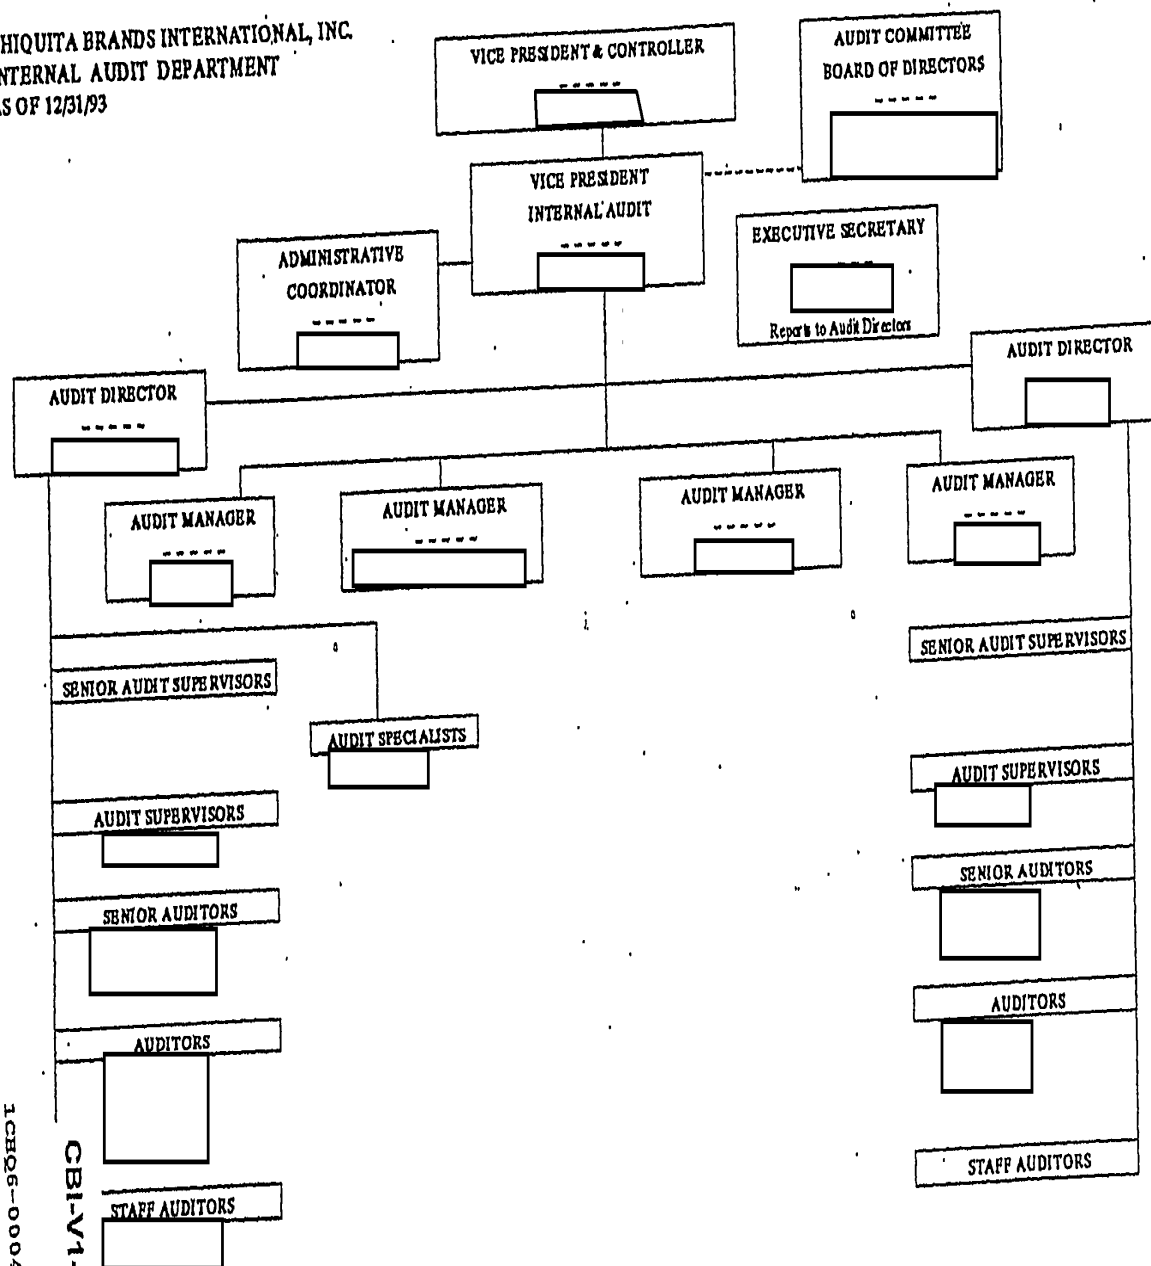 HIQUITA BRANDS INTERNATIONAL, INC.
NTERNAL AUDIT DEPARTMENT
AS OF 12/31/93
VICE PRESIDENT & CONTROLLER
- - - - -
AUDIT COMMITTEE
BOARD OF DIRECTORS
- - - - -
VICE PRESIDENT
INTERNAL AUDIT
- - - - -
ADMINISTRATIVE
COORDINATOR
- - - - -
EXECUTIVE SECRETARY
Reports to Audit Directors
AUDIT DIRECTOR
- - - - -
AUDIT DIRECTOR
AUDIT MANAGER
- - - - -
AUDIT MANAGER
- - - - -
AUDIT MANAGER
- - - - -
AUDIT MANAGER
- - - - -
SENIOR AUDIT SUPERVISORS
AUDIT SPECIALISTS
AUDIT SUPERVISORS
SENIOR AUDITORS
AUDITORS
STAFF AUDITORS
SENIOR AUDIT SUPERVISORS
AUDIT SUPERVISORS
SENIOR AUDITORS
AUDITORS
STAFF AUDITORS
CBI-V1-
1CHQ6-0004